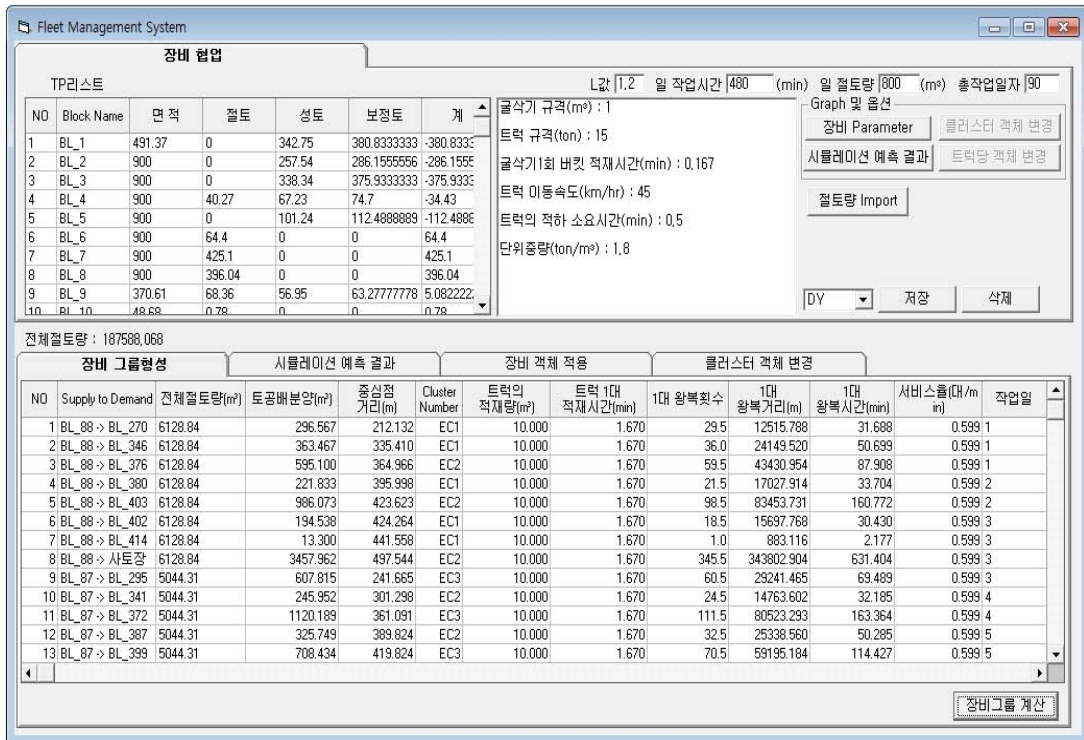 Fleet Management System
장비 협업
TP리스트
L값 1.2 일 작업시간 480 (min) 일 절토량 800 (m³) 총작업일자 90
NO Block Name 면 적 절토 성토 보정토 계
1 BL_1 491.37 0 342.75 380.8333333 -380.8333
2 BL_2 900 0 257.54 286.1555556 -286.1555
3 BL_3 900 0 338.34 375.9333333 -375.9333
4 BL_4 900 40.27 67.23 74.7 -34.43
5 BL_5 900 0 101.24 112.4888889 -112.4888
6 BL_6 900 64.4 0 0 64.4
7 BL_7 900 425.1 0 0 425.1
8 BL_8 900 396.04 0 0 396.04
9 BL_9 370.61 68.36 56.95 63.27777778 5.082222
10 BL_10 48.68 0.78 0 0 0.78
굴삭기 규격(m³) : 1
트럭 규격(ton) : 15
굴삭기1회 버킷 적재시간(min) : 0.167
트럭 이동속도(km/hr) : 45
트럭의 적하 소요시간(min) : 0.5
단위중량(ton/m³) : 1.8
Graph 및 옵션
장비 Parameter 클러스터 객체 변경
시뮬레이션 예측 결과 트럭당 객체 변경
절토량 Import
DY 저장 삭제
전체절토량 : 187588.068
장비 그룹형성 시뮬레이션 예측 결과 장비 객체 적용 클러스터 객체 변경
NO Supply to Demand 전체절토량(m³) 토공배분양(m³) 중심점 거리(m) Cluster Number 트럭의 적재량(m³) 트럭 1대 적재시간(min) 1대 왕복횟수 1대 왕복거리(m) 1대 왕복시간(min) 서비스율(대/min) 작업일
1 BL_88 -> BL_270 6128.84 296.567 212.132 EC1 10.000 1.670 29.5 12515.788 31.688 0.599 1
2 BL_88 -> BL_346 6128.84 363.467 335.410 EC1 10.000 1.670 36.0 24149.520 50.699 0.599 1
3 BL_88 -> BL_376 6128.84 595.100 364.966 EC2 10.000 1.670 59.5 43430.954 87.908 0.599 1
4 BL_88 -> BL_380 6128.84 221.833 395.998 EC1 10.000 1.670 21.5 17027.914 33.704 0.599 2
5 BL_88 -> BL_403 6128.84 986.073 423.623 EC2 10.000 1.670 98.5 83453.731 160.772 0.599 2
6 BL_88 -> BL_402 6128.84 194.538 424.264 EC1 10.000 1.670 18.5 15697.768 30.430 0.599 3
7 BL_88 -> BL_414 6128.84 13.300 441.558 EC1 10.000 1.670 1.0 883.116 2.177 0.599 3
8 BL_88 -> 사토장 6128.84 3457.962 497.544 EC2 10.000 1.670 345.5 343802.904 631.404 0.599 3
9 BL_87 -> BL_295 5044.31 607.815 241.665 EC3 10.000 1.670 60.5 29241.465 69.489 0.599 3
10 BL_87 -> BL_341 5044.31 245.952 301.298 EC2 10.000 1.670 24.5 14763.602 32.185 0.599 4
11 BL_87 -> BL_372 5044.31 1120.189 361.091 EC3 10.000 1.670 111.5 80523.293 163.364 0.599 4
12 BL_87 -> BL_387 5044.31 325.749 389.824 EC2 10.000 1.670 32.5 25338.560 50.285 0.599 5
13 BL_87 -> BL_399 5044.31 708.434 419.824 EC3 10.000 1.670 70.5 59195.184 114.427 0.599 5
장비그룹 계산